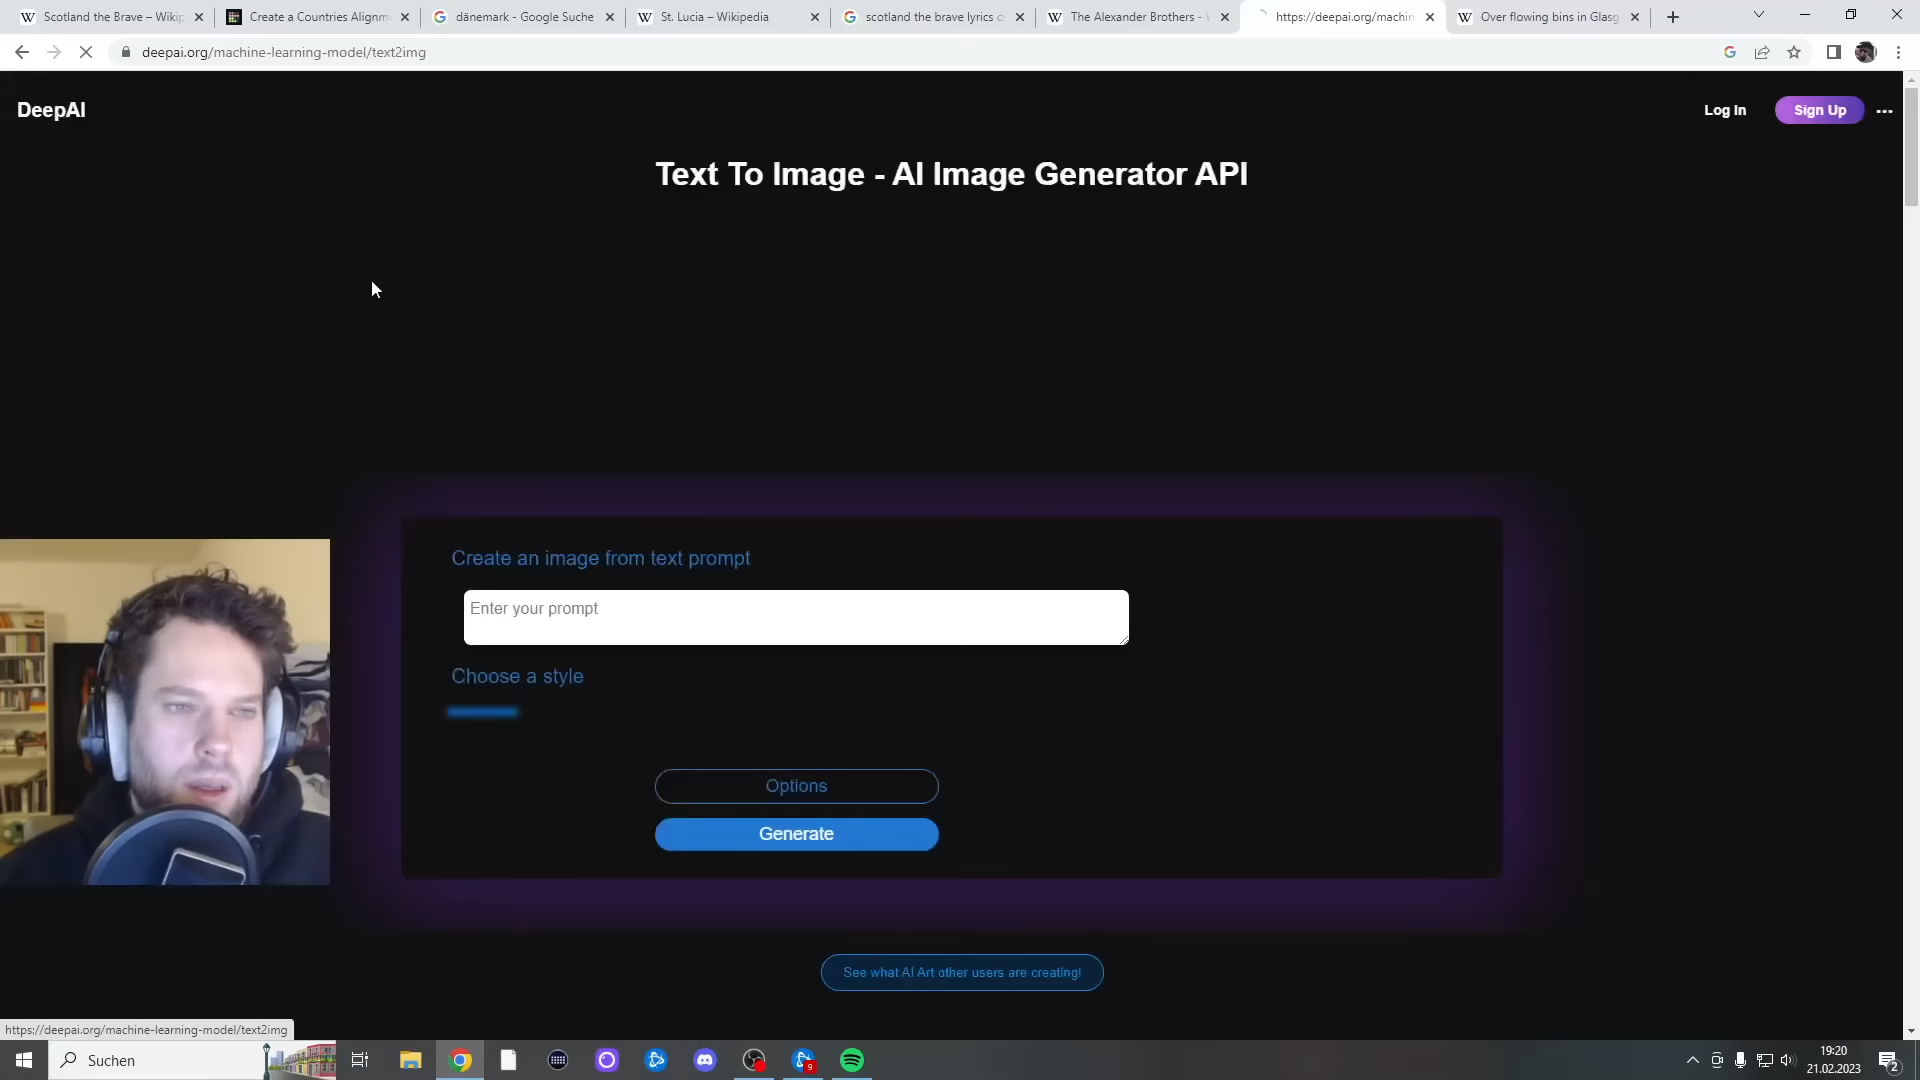 Scotland the Brave – Wikip
Create a Countries Alignm
dänemark - Google Suche
St. Lucia – Wikipedia
scotland the brave lyrics
The Alexander Brothers -
https://deepai.org/machin
Over flowing bins in Glasg
deepai.org/machine-learning-model/text2img
DeepAI
Log In
Sign Up
Text To Image - AI Image Generator API
Create an image from text prompt
Enter your prompt
Choose a style
Options
Generate
See what AI Art other users are creating!
https://deepai.org/machine-learning-model/text2img
Suchen
9
19:20
21.02.2023
2